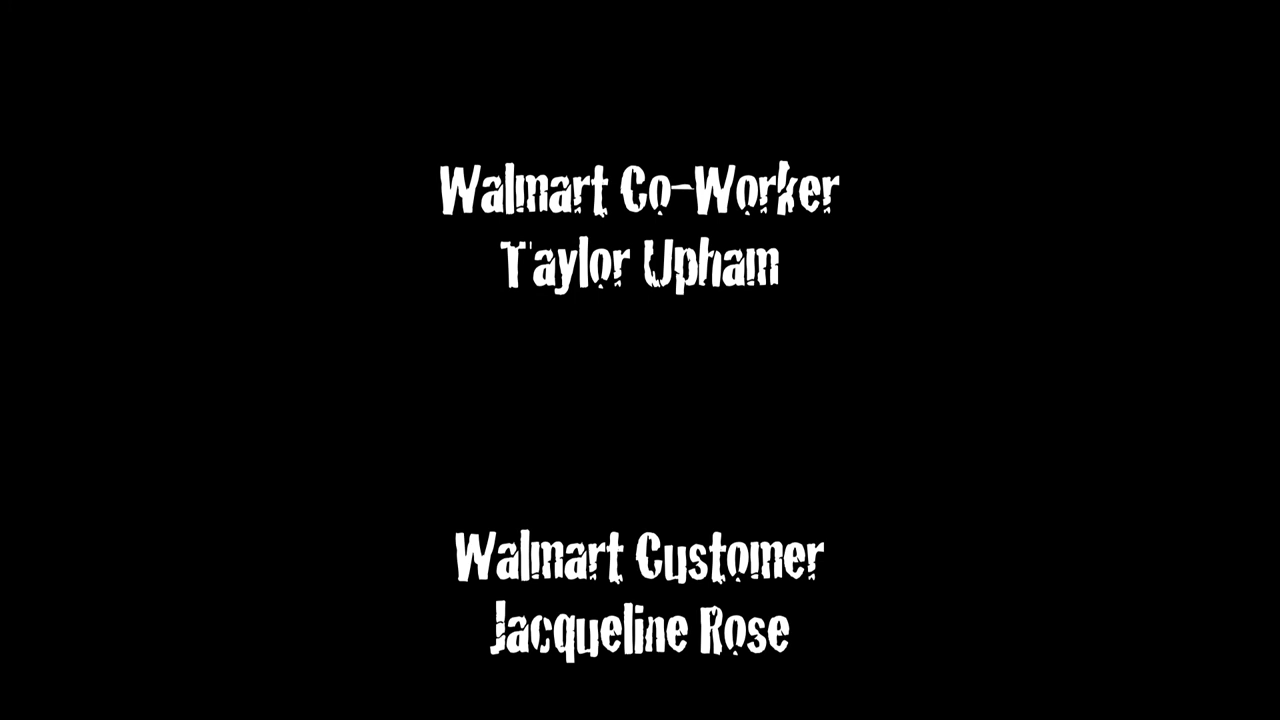 Walmart Co-Worker
Taylor Upham
Walmart Customer
Jacqueline Rose